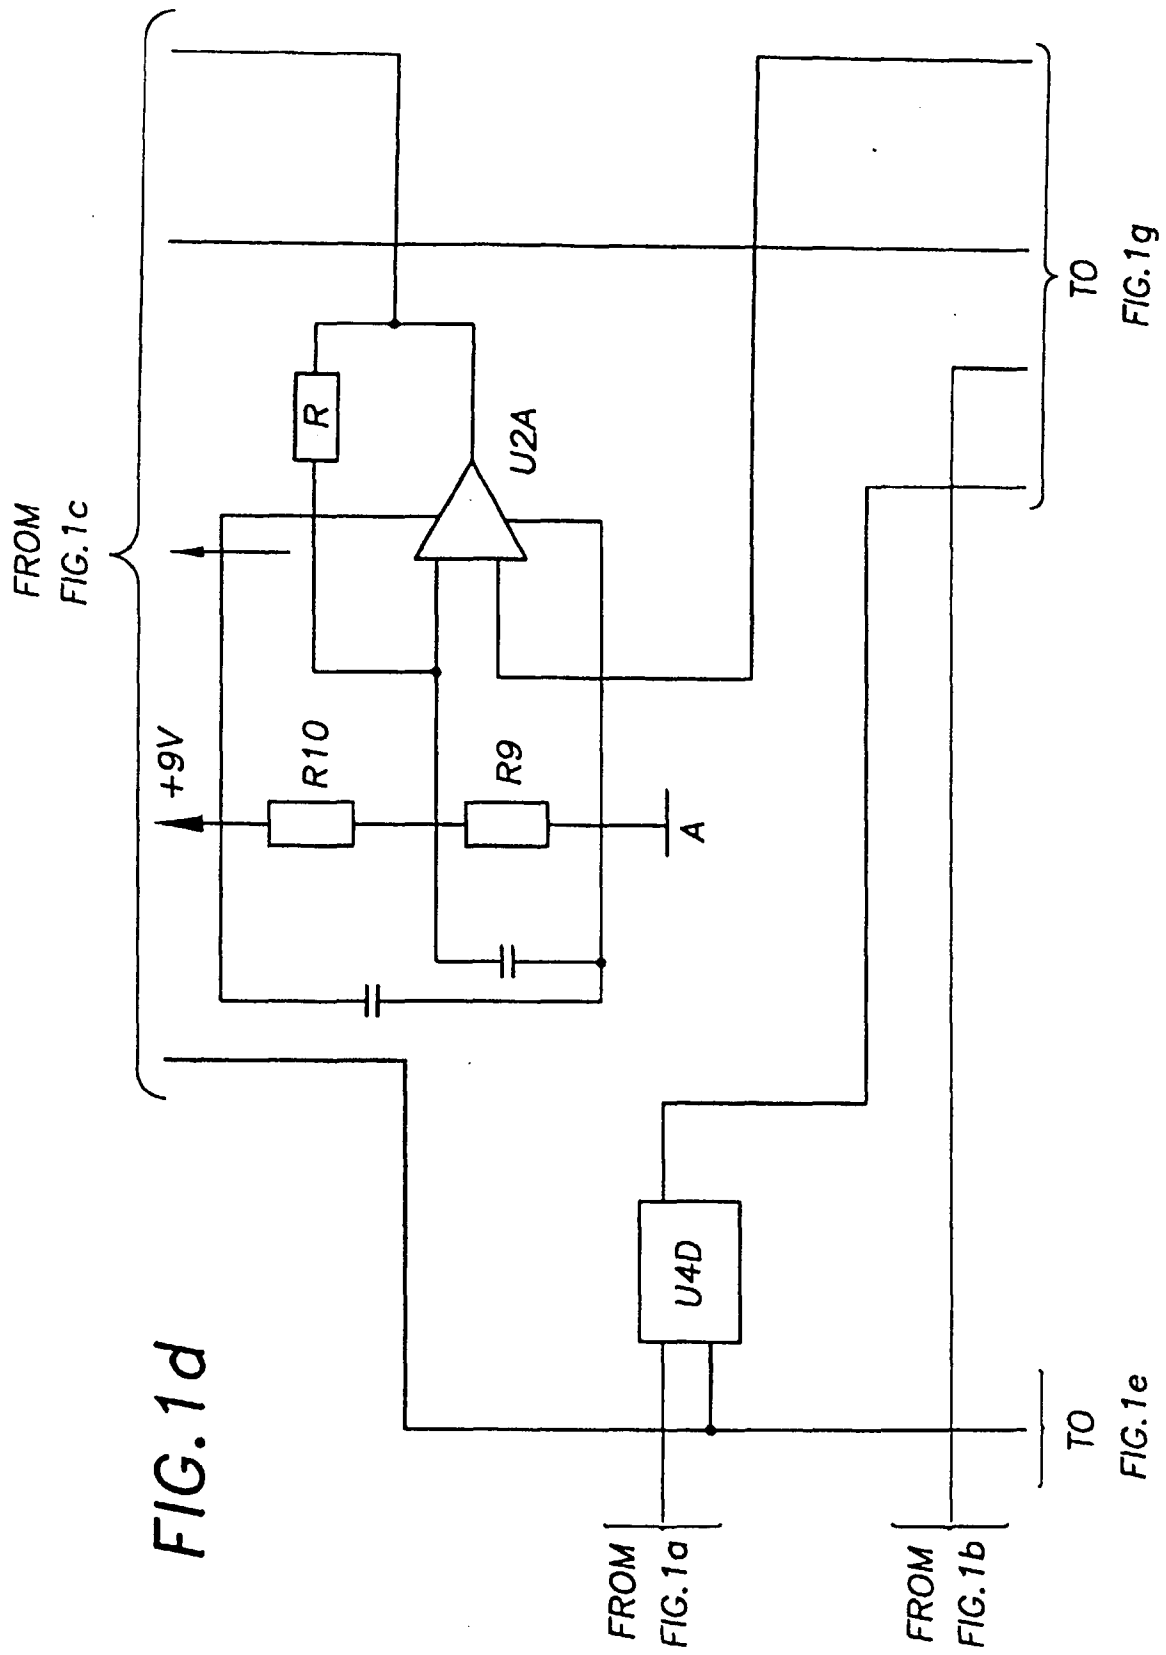 FIG. 1d
FROM
FIG. 1c
+9V
R10
R
R9
U2A
A
U4D
FROM
FIG. 1a
FROM
FIG. 1b
TO
FIG. 1e
TO
FIG. 1g